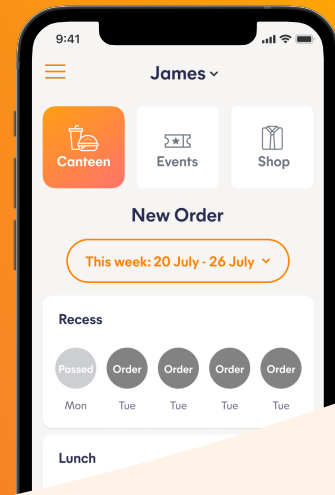 9:41
James
Canteen Events Shop
New Order
This week: 20 July - 26 July
Recess
Passed Order Order Order Order
Mon Tue Tue Tue Tue
Lunch